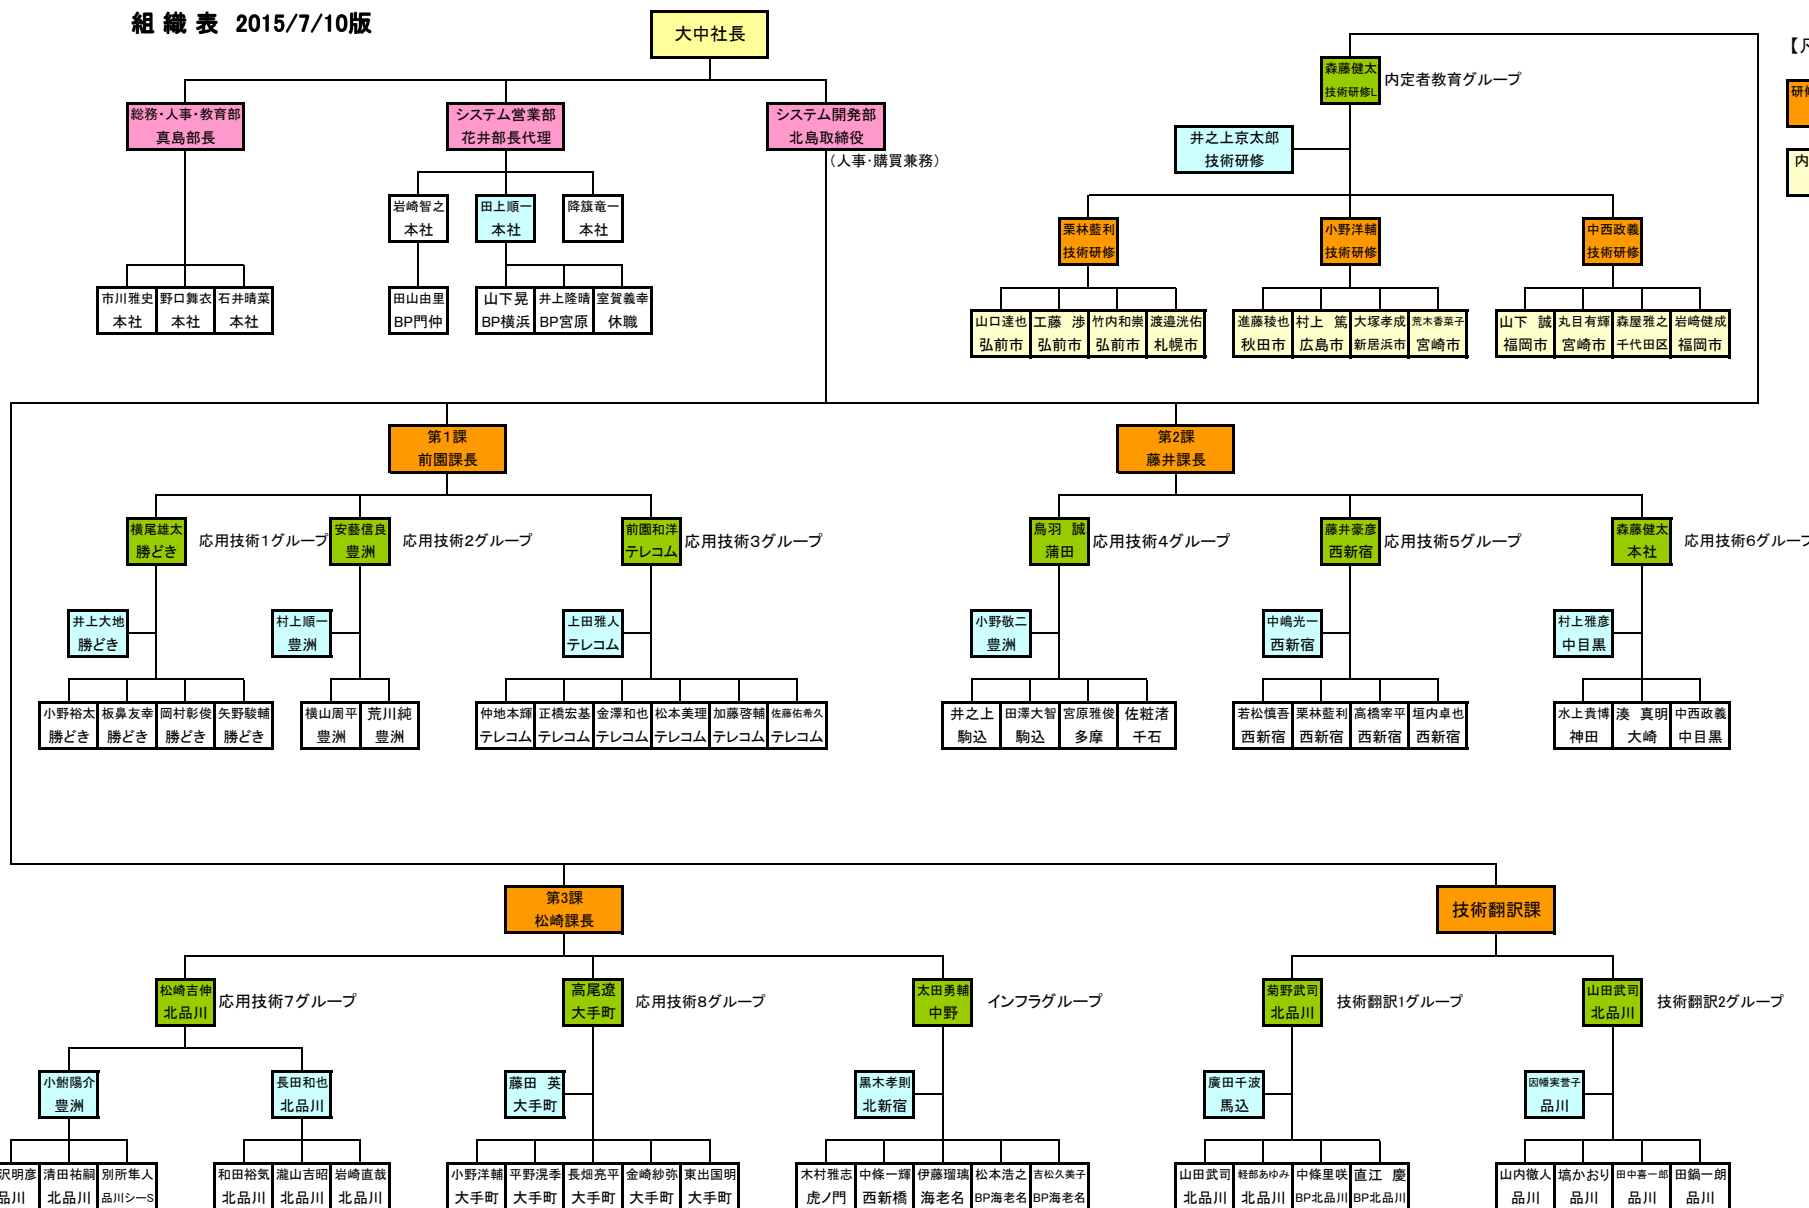 組 織 表 2015/7/10版
大中社長
総務・人事・教育部
真島部長
システム営業部
花井部長代理
システム開発部
北島取締役
（人事・購買兼務）
岩崎智之
本社
田上順一
本社
降籏竜一
本社
市川雅史
本社
野口舞衣
本社
石井晴菜
本社
田山由里
BP門仲
山下晃
BP横浜
井上隆晴
BP宮原
室賀義幸
休職
森藤健太
技術研修L
内定者教育グループ
井之上京太郎
技術研修
栗林藍利
技術研修
小野洋輔
技術研修
中西政義
技術研修
山口達也
弘前市
工藤 渉
弘前市
竹内和崇
弘前市
渡邉洸佑
札幌市
進藤稜也
秋田市
村上 篤
広島市
大塚孝成
新居浜市
荒木香菜子
宮崎市
山下 誠
福岡市
丸目有輝
宮崎市
森屋雅之
千代田区
岩﨑健成
福岡市
第1課
前園課長
第2課
藤井課長
横尾雄太
勝どき
応用技術1グループ
安藝信良
豊洲
応用技術2グループ
前園和洋
テレコム
応用技術3グループ
鳥羽 誠
蒲田
応用技術4グループ
藤井豪彦
西新宿
応用技術5グループ
森藤健太
本社
応用技術6グループ
井上大地
勝どき
村上順一
豊洲
上田雅人
テレコム
小野敬二
豊洲
中嶋光一
西新宿
村上雅彦
中目黒
小野裕太
勝どき
板鼻友幸
勝どき
岡村彰俊
勝どき
矢野駿輔
勝どき
横山周平
豊洲
荒川純
豊洲
仲地本輝
テレコム
正橋宏基
テレコム
金澤和也
テレコム
松本美理
テレコム
加藤啓輔
テレコム
佐藤佑希久
テレコム
井之上
駒込
田澤大智
駒込
宮原雅俊
多摩
佐粧渚
千石
若松慎吾
西新宿
栗林藍利
西新宿
高橋宰平
西新宿
垣内卓也
西新宿
水上貴博
神田
湊 真明
大崎
中西政義
中目黒
第3課
松崎課長
技術翻訳課
松崎吉伸
北品川
応用技術7グループ
高尾遼
大手町
応用技術8グループ
太田勇輔
中野
インフラグループ
菊野武司
北品川
技術翻訳1グループ
山田武司
北品川
技術翻訳2グループ
小鮒陽介
豊洲
長田和也
北品川
藤田 英
大手町
黒木孝則
北新宿
廣田千波
馬込
因幡実誉子
品川
沢明彦
品川
清田祐嗣
北品川
別所隼人
品川シーS
和田裕気
北品川
瀧山吉昭
北品川
岩崎直哉
北品川
小野洋輔
大手町
平野滉季
大手町
長畑亮平
大手町
金崎紗弥
大手町
東出国明
大手町
木村雅志
虎ノ門
中條一輝
西新橋
伊藤瑠璃
海老名
松本浩之
BP海老名
吉松久美子
BP海老名
山田武司
北品川
軽部あゆみ
北品川
中條里咲
BP北品川
直江 慶
BP北品川
山内徹人
品川
塙かおり
品川
田中喜一郎
品川
田鍋一朗
品川